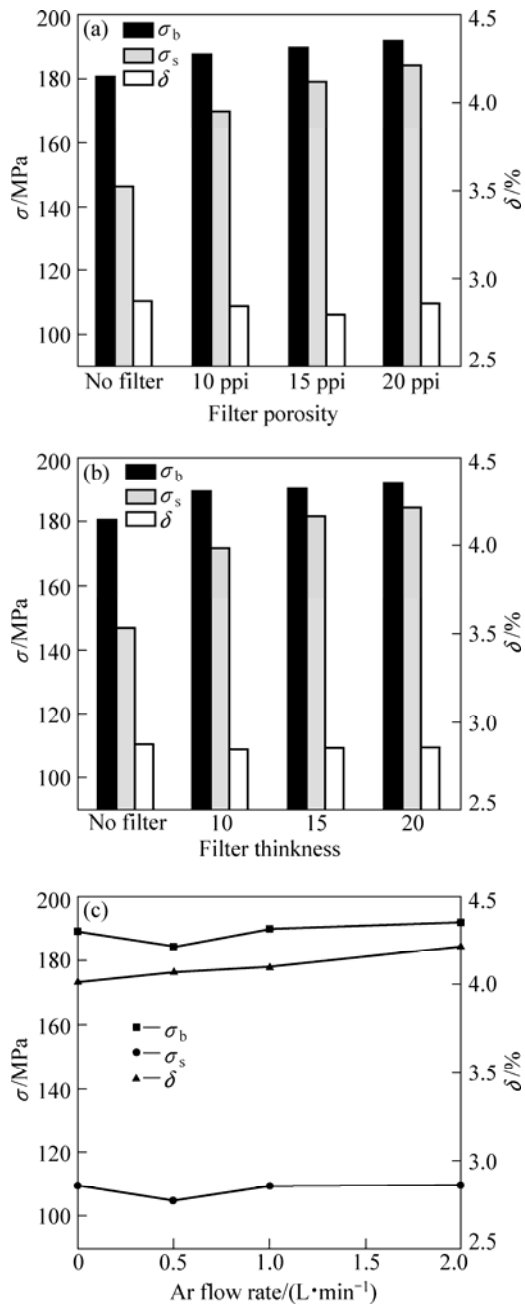 (a)
σb
σs
δ
200
180
160
140
120
100
σ/MPa
4.5
4.0
3.5
3.0
2.5
δ/%
No filter 10 ppi 15 ppi 20 ppi
Filter porosity
(b)
σb
σs
δ
200
180
160
140
120
100
σ/MPa
4.5
4.0
3.5
3.0
2.5
δ/%
No filter 10 15 20
Filter thinkness
(c)
σb
σs
δ
200
180
160
140
120
100
σ/MPa
4.5
4.0
3.5
3.0
2.5
δ/%
0 0.5 1.0 1.5 2.0
Ar flow rate/(L•min⁻¹)